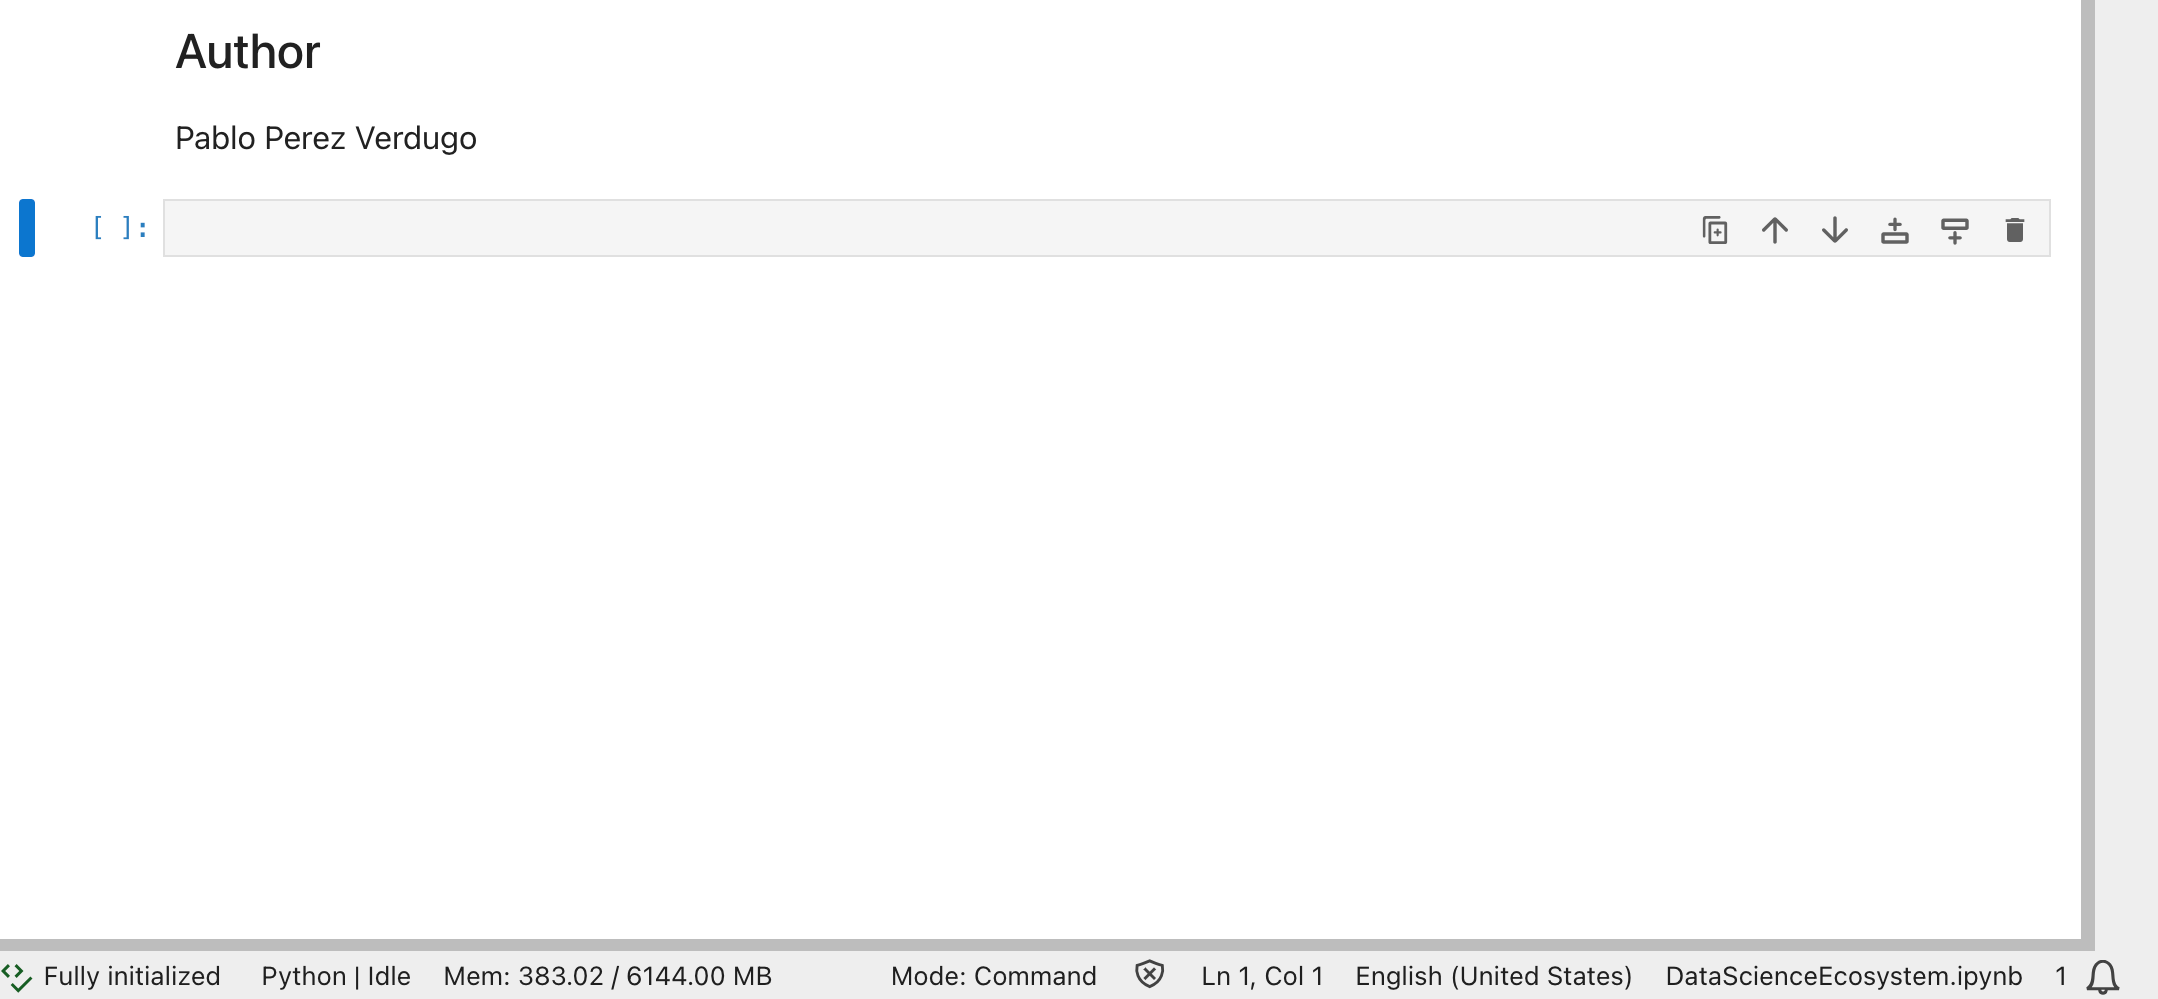 Author
Pablo Perez Verdugo
[ ]:
Fully initialized Python | Idle Mem: 383.02 / 6144.00 MB Mode: Command Ln 1, Col 1 English (United States) DataScienceEcosystem.ipynb 1